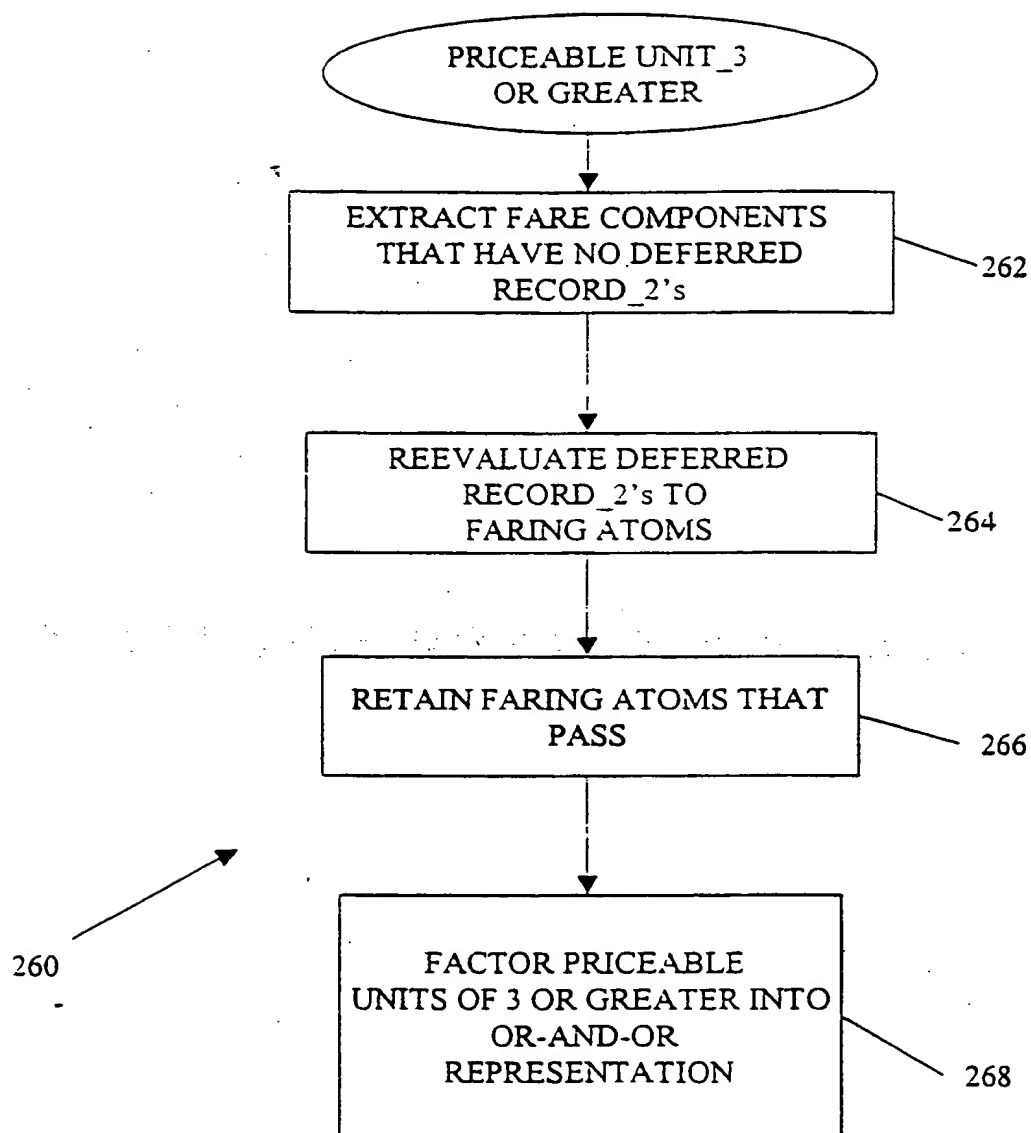 PRICEABLE UNIT_3
OR GREATER
EXTRACT FARE COMPONENTS
THAT HAVE NO DEFERRED
RECORD_2's
262
REEVALUATE DEFERRED
RECORD_2's TO
FARING ATOMS
264
RETAIN FARING ATOMS THAT
PASS
266
260
FACTOR PRICEABLE
UNITS OF 3 OR GREATER INTO
OR-AND-OR
REPRESENTATION
268